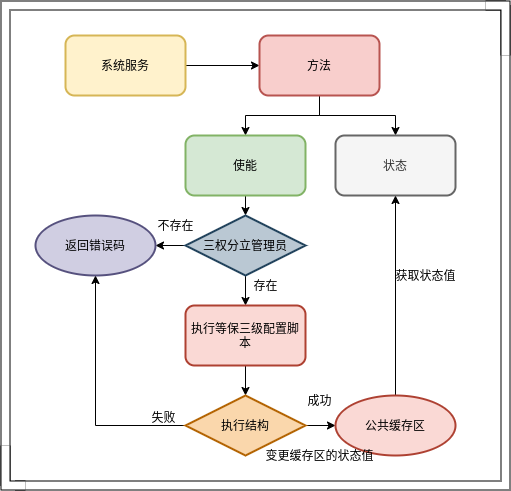 系统服务
方法
使能
状态
不存在
返回错误码
三权分立管理员
存在
获取状态值
执行等保三级配置脚
本
成功
失败
执行结构
公共缓存区
变更缓存区的状态值